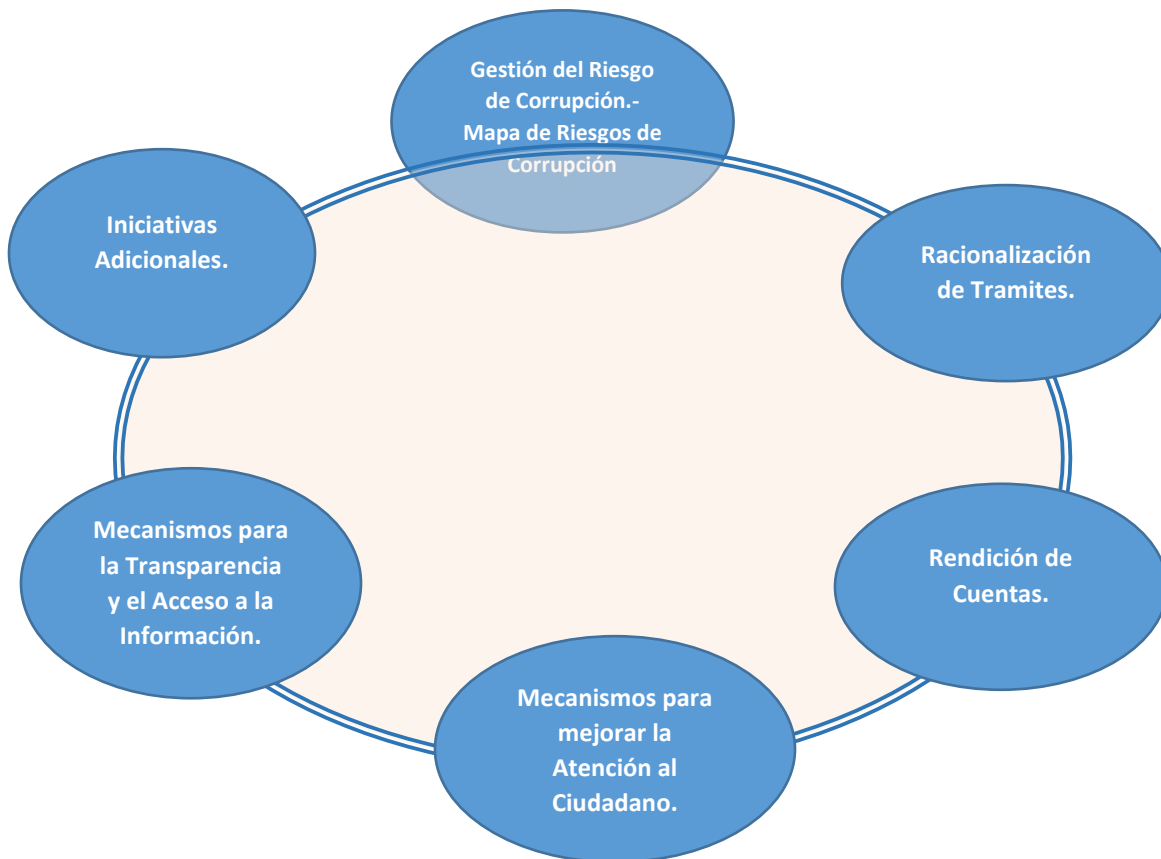 Gestión del Riesgo
de Corrupción.-
Mapa de Riesgos de
Corrupción
Racionalización
de Tramites.
Rendición de
Cuentas.
Mecanismos para
mejorar la
Atención al
Ciudadano.
Mecanismos para
la Transparencia
y el Acceso a la
Información.
Iniciativas
Adicionales.